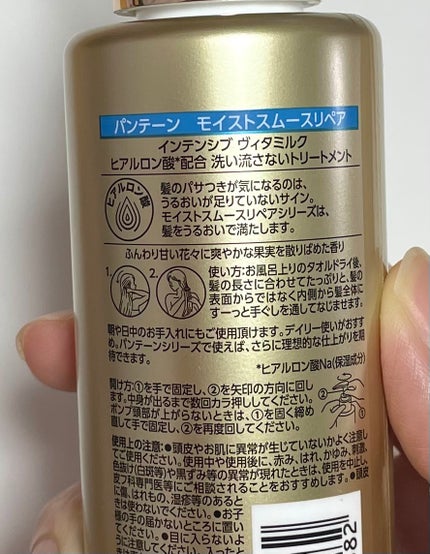 パンテーン モイストスムースリペア
インテンシブ ヴィタミルク
ヒアルロン酸*配合 洗い流さないトリートメント
ヒアルロン酸
髪のパサつきが気になるのは、
うるおいが足りていないサイン。
モイストスムースリペアシリーズは、
髪をうるおいで満たします。
ふんわり甘い花々に爽やかな果実を散りばめた香り
1. 2.
使い方:お風呂上りのタオルドライ後、
髪の長さに合わせてたっぷりと、髪の
表面からではなく内側から髪全体に
すーっと手ぐしを通してなじませます。
朝や日中のお手入れにもご使用頂けます。デイリー使いがおすす
め。パンテーンシリーズで使えば、さらに理想的な仕上がりを期
待できます。
*ヒアルロン酸Na(保湿成分)
開け方:①を手で固定し、②を矢印の方向に回し
ます。中身が出るまで数回カラ押ししてください。
ポンプ頭部が上がらないときは、①を固く締め
直して手で固定し、②を再度回してください。
② ①
使用上の注意:●頭皮やお肌に異常が生じていないかよく注意し
てご使用ください。使用中や使用後に、赤み、はれ、かゆみ、刺激、
色抜け(白斑等)や黒ずみ等の異常が現れたときは、使用を中止し、
皮フ科専門医等にご相談されることをおすすめします。●頭皮
に傷、はれもの、湿疹等のあると
きは使わないでください。●お子
様の手の届かないところに置い
てください。●目に入らないよ
うに注意してください。入ったと
82